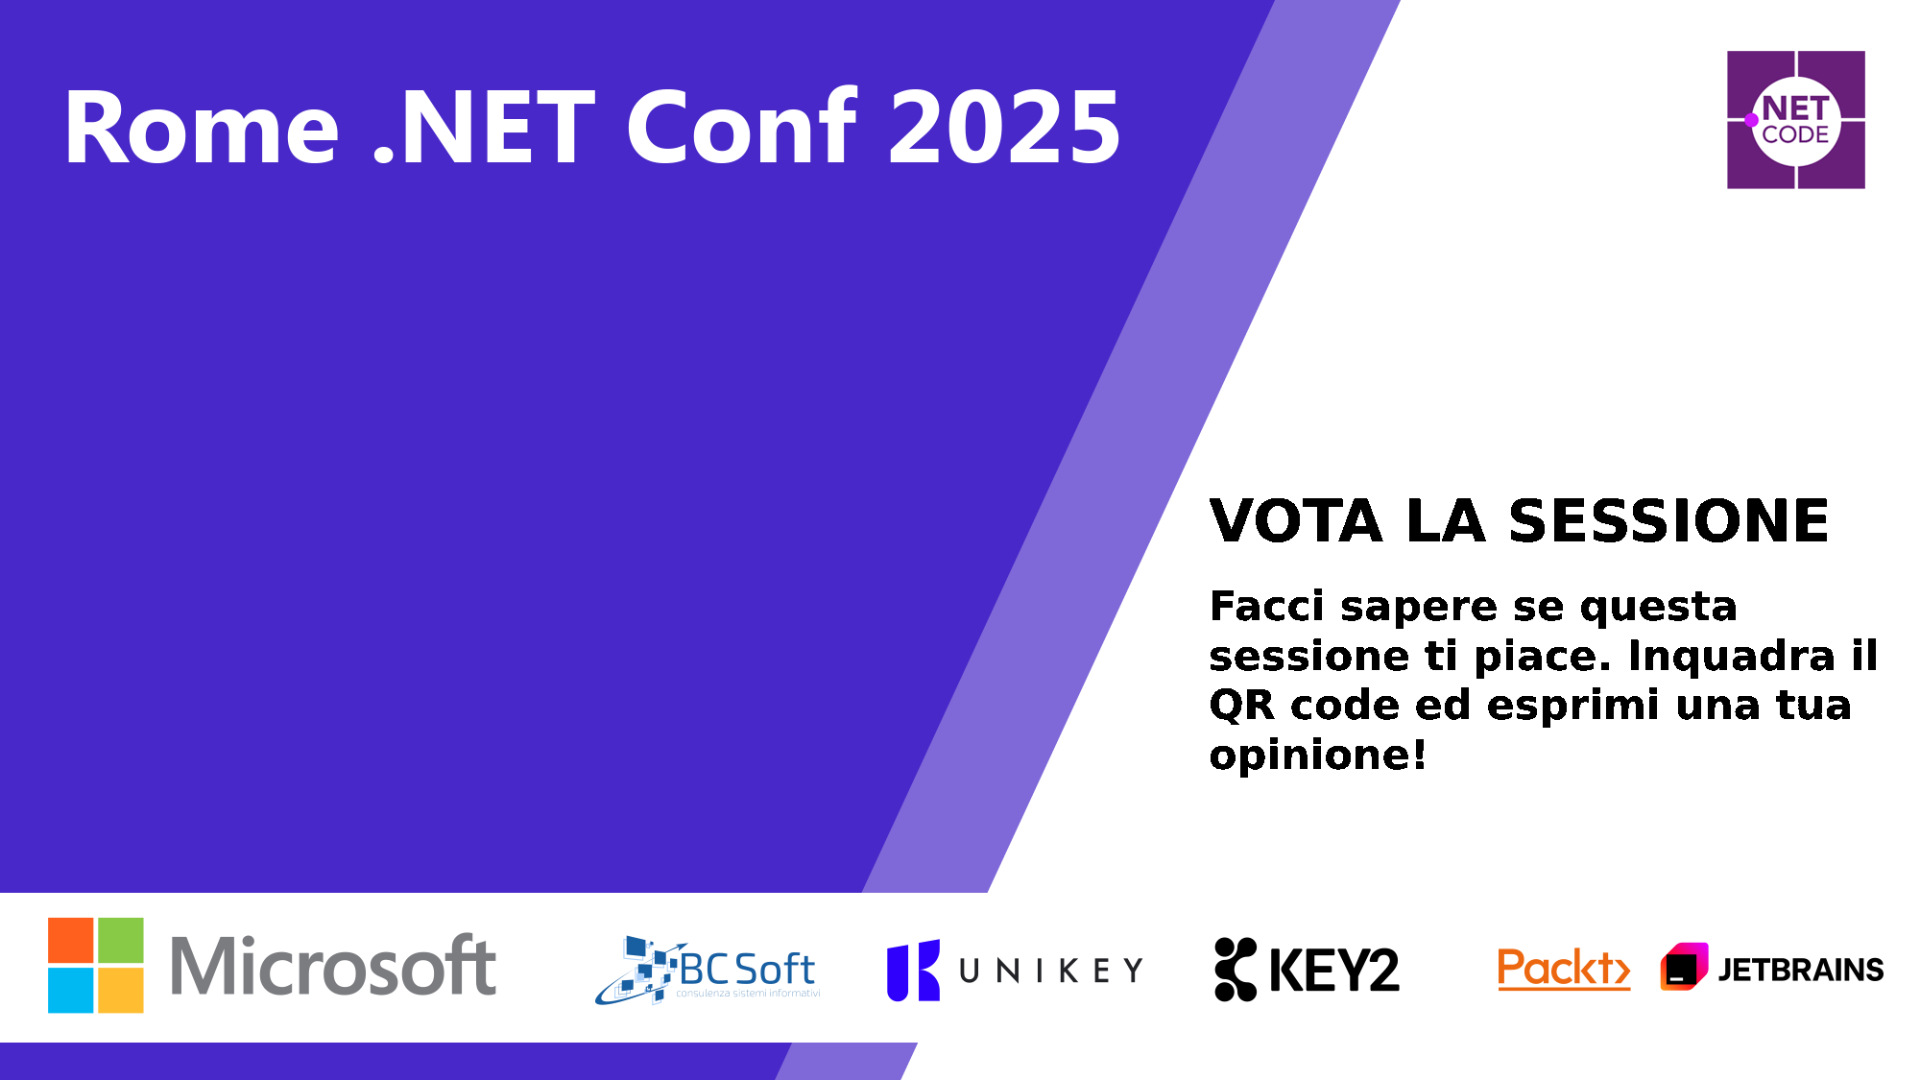 Rome .NET Conf 2025
.NET
CODE
VOTA LA SESSIONE
Facci sapere se questa
sessione ti piace. Inquadra il
QR code ed esprimi una tua
opinione!
Microsoft
BCSoft
consulenza sistemi informativi
UNIKEY
KEY2
Packt>
JETBRAINS